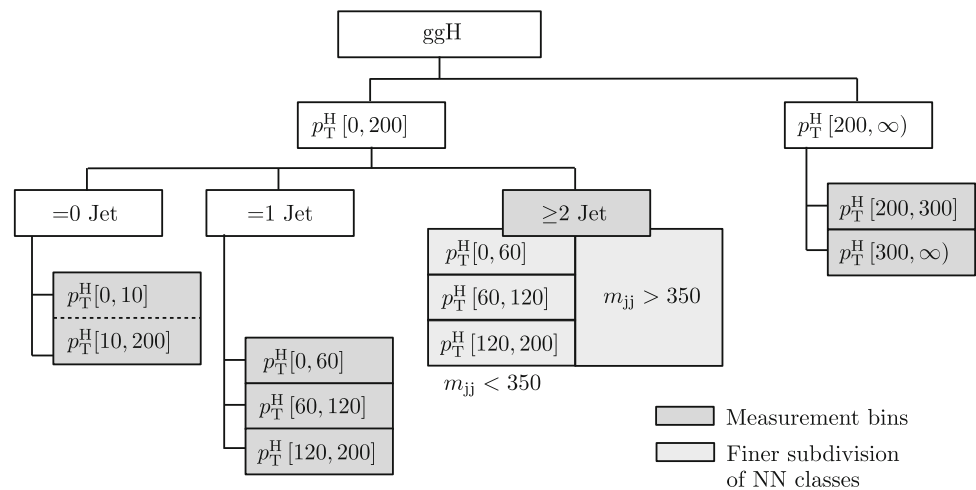 ggH
p_T^H [0, 200]
p_T^H [200, ∞)
=0 Jet
=1 Jet
≥2 Jet
p_T^H [200, 300]
p_T^H [300, ∞)
p_T^H [0, 10]
p_T^H [10, 200]
p_T^H [0, 60]
p_T^H [60, 120]
p_T^H [120, 200]
p_T^H [0, 60]
p_T^H [60, 120]
p_T^H [120, 200]
m_jj < 350
m_jj > 350
Measurement bins
Finer subdivision
of NN classes